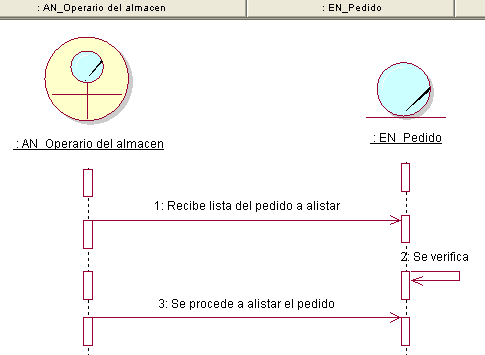 : AN_Operario del almacen
: EN_Pedido
: AN_Operario del almacen
: EN_Pedido
1: Recibe lista del pedido a alistar
2: Se verifica
3: Se procede a alistar el pedido